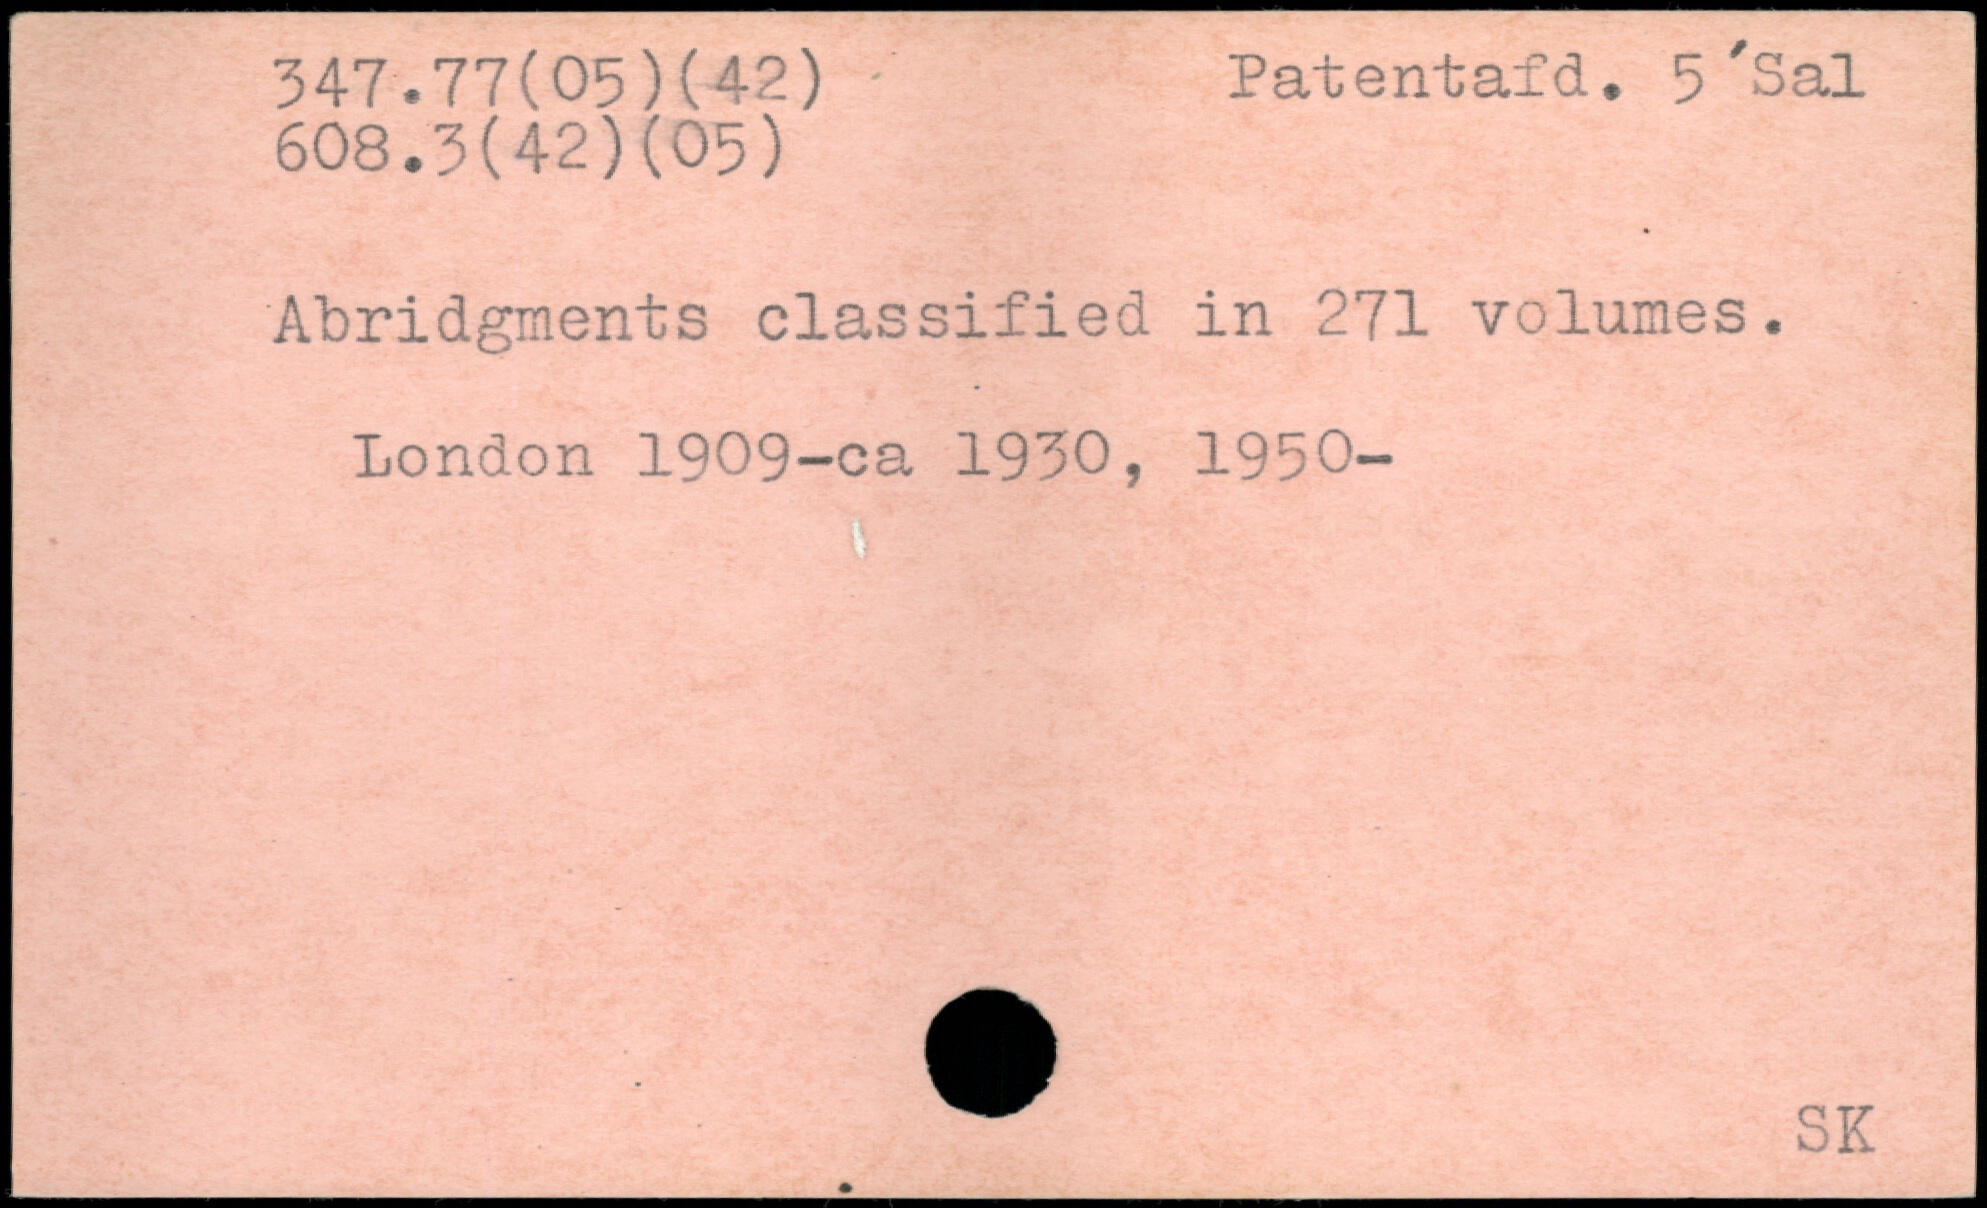 347.77(05)(42) Patentafd. 5´Sal
608.3(42)(05)
Abridgments classified in 271 volumes.
London 1909-ca 1930, 1950-
SK